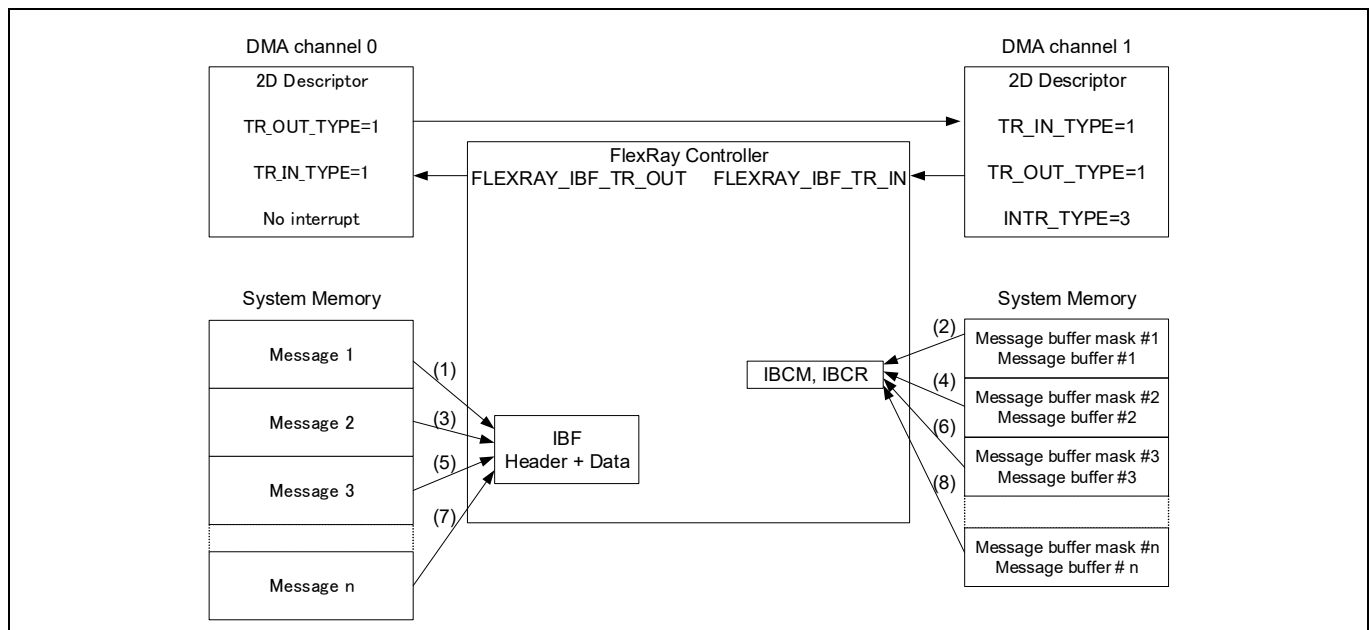 DMA channel 0
2D Descriptor
TR_OUT_TYPE=1
TR_IN_TYPE=1
No interrupt
DMA channel 1
2D Descriptor
TR_IN_TYPE=1
TR_OUT_TYPE=1
INTR_TYPE=3
FlexRay Controller
FLEXRAY_IBF_TR_OUT FLEXRAY_IBF_TR_IN
System Memory
Message 1
Message 2
Message 3
Message n
(1)
(3)
(5)
(7)
IBF
Header + Data
IBCM, IBCR
(2)
(4)
(6)
(8)
System Memory
Message buffer mask #1
Message buffer #1
Message buffer mask #2
Message buffer #2
Message buffer mask #3
Message buffer #3
Message buffer mask #n
Message buffer # n